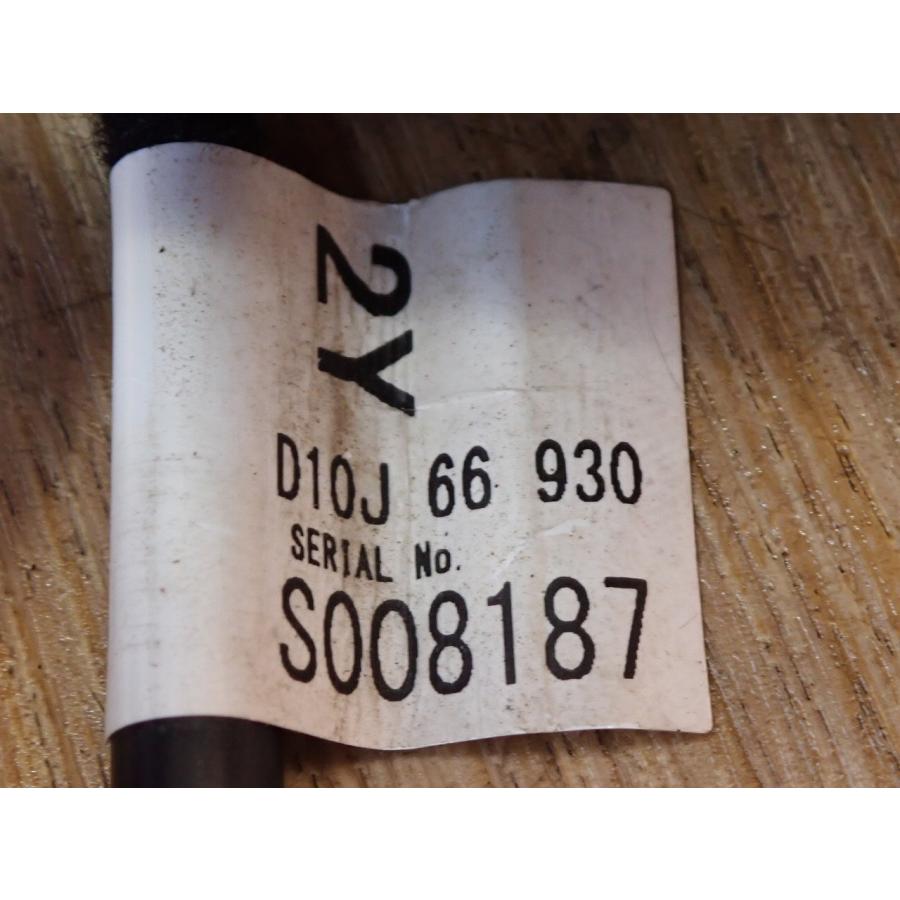 2Y
D10J 66 930
SERIAL No.
S008187